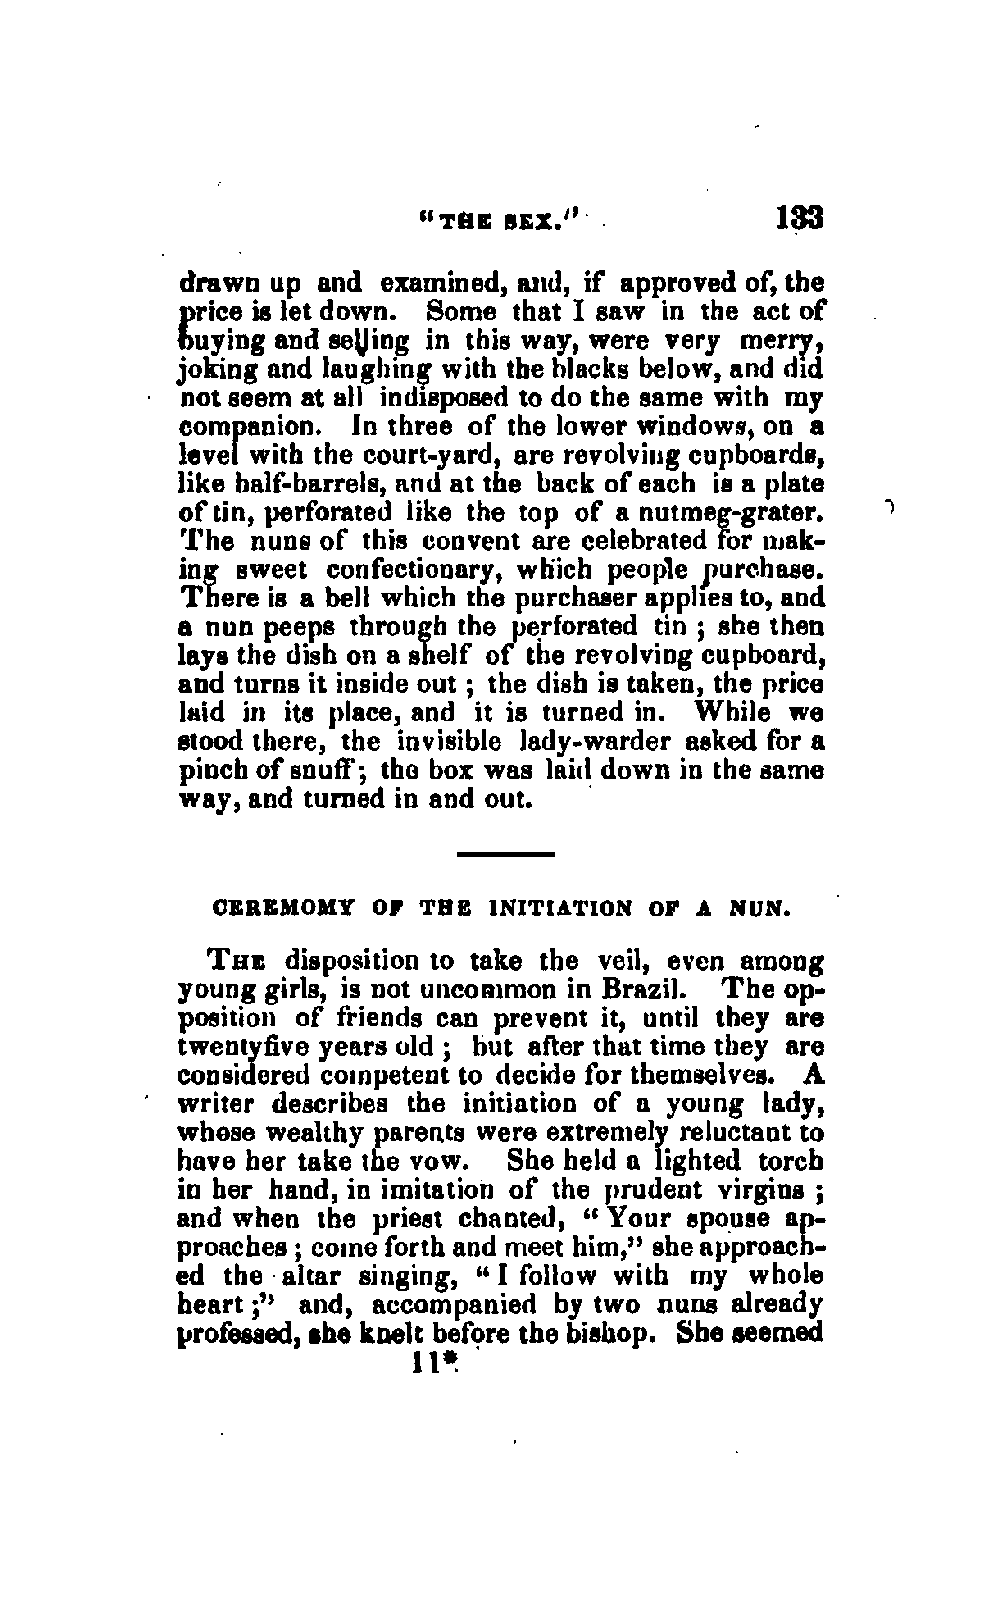 "THE SEX." 133
drawn up and examined, and, if approved of, the
price is let down. Some that I saw in the act of
buying and selling in this way, were very merry,
joking and laughing with the blacks below, and did
not seem at all indisposed to do the same with my
companion. In three of the lower windows, on a
level with the court-yard, are revolving cupboards,
like half-barrels, and at the back of each is a plate
of tin, perforated like the top of a nutmeg-grater.
The nuns of this convent are celebrated for mak-
ing sweet confectionary, which people purchase.
There is a bell which the purchaser applies to, and
a nun peeps through the perforated tin ; she then
lays the dish on a shelf of the revolving cupboard,
and turns it inside out ; the dish is taken, the price
laid in its place, and it is turned in. While we
stood there, the invisible lady-warder asked for a
pinch of snuff; the box was laid down in the same
way, and turned in and out.
CEREMOMY OF THE INITIATION OF A NUN.
THE disposition to take the veil, even among
young girls, is not uncommon in Brazil. The op-
position of friends can prevent it, until they are
twentyfive years old ; but after that time they are
considered competent to decide for themselves. A
writer describes the initiation of a young lady,
whose wealthy parents were extremely reluctant to
have her take the vow. She held a lighted torch
in her hand, in imitation of the prudent virgins ;
and when the priest chanted, "Your spouse ap-
proaches ; come forth and meet him," she approach-
ed the altar singing, "I follow with my whole
heart ;" and, accompanied by two nuns already
professed, she knelt before the bishop. She seemed
11*